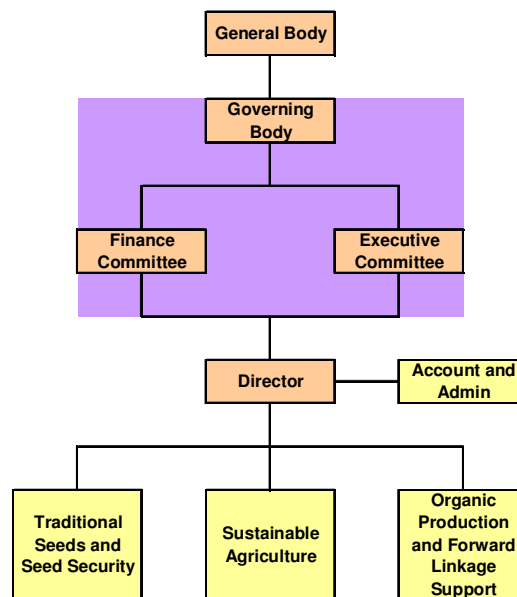 General Body
Governing
Body
Finance
Committee
Executive
Committee
Director
Account and
Admin
Traditional
Seeds and
Seed Security
Sustainable
Agriculture
Organic
Production
and Forward
Linkage
Support